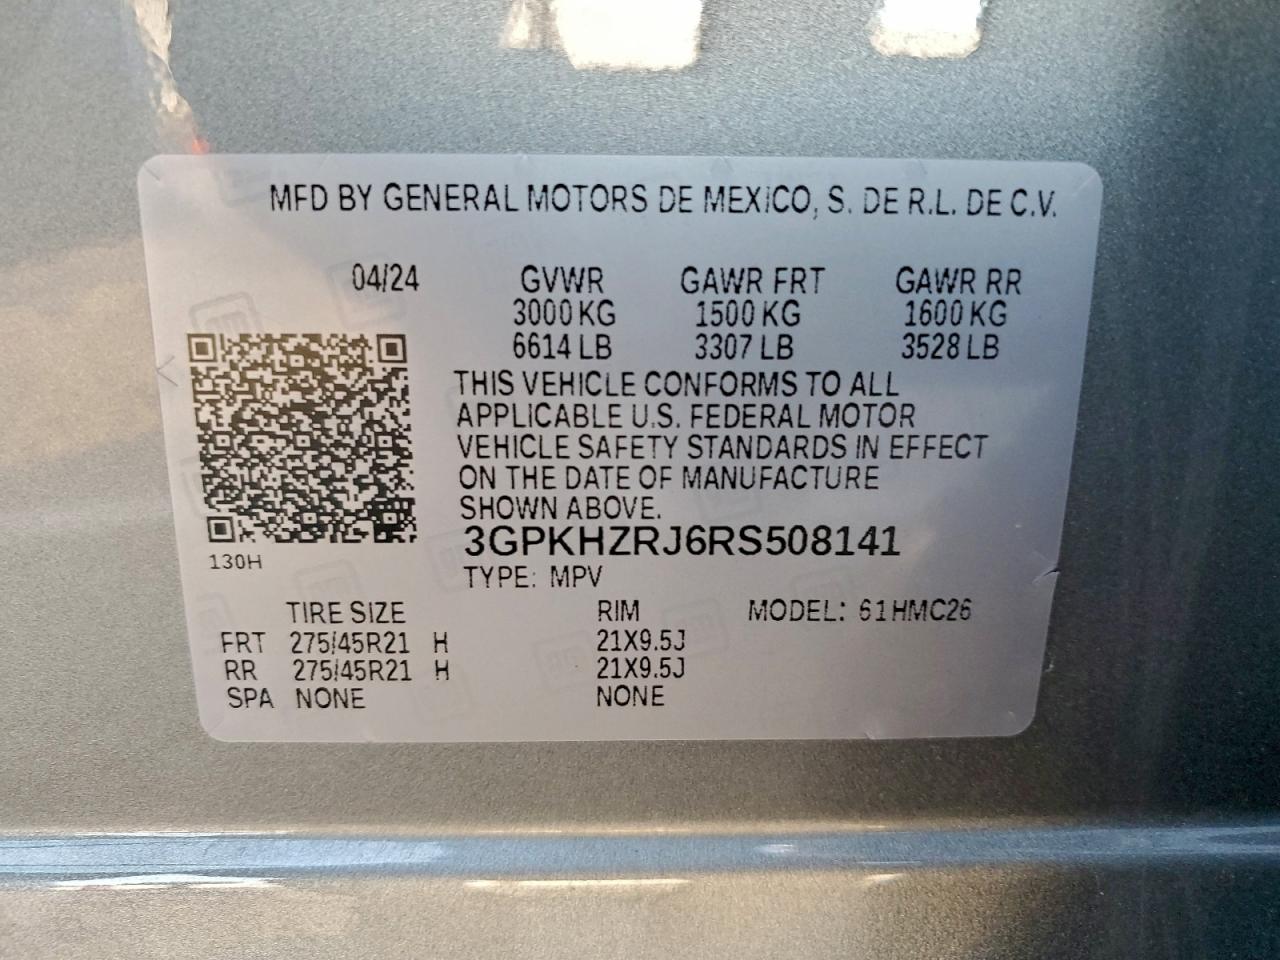 MFD BY GENERAL MOTORS DE MEXICO, S. DE R.L. DE C.V.
04/24 GVWR GAWR FRT GAWR RR
3000 KG 1500 KG 1600 KG
6614 LB 3307 LB 3528 LB
THIS VEHICLE CONFORMS TO ALL
APPLICABLE U.S. FEDERAL MOTOR
VEHICLE SAFETY STANDARDS IN EFFECT
ON THE DATE OF MANUFACTURE
SHOWN ABOVE.
3GPKHZRJ6RS508141
130H
TYPE: MPV
TIRE SIZE RIM MODEL: 61HMC26
FRT 275/45R21 H 21X9.5J
RR 275/45R21 H 21X9.5J
SPA NONE NONE